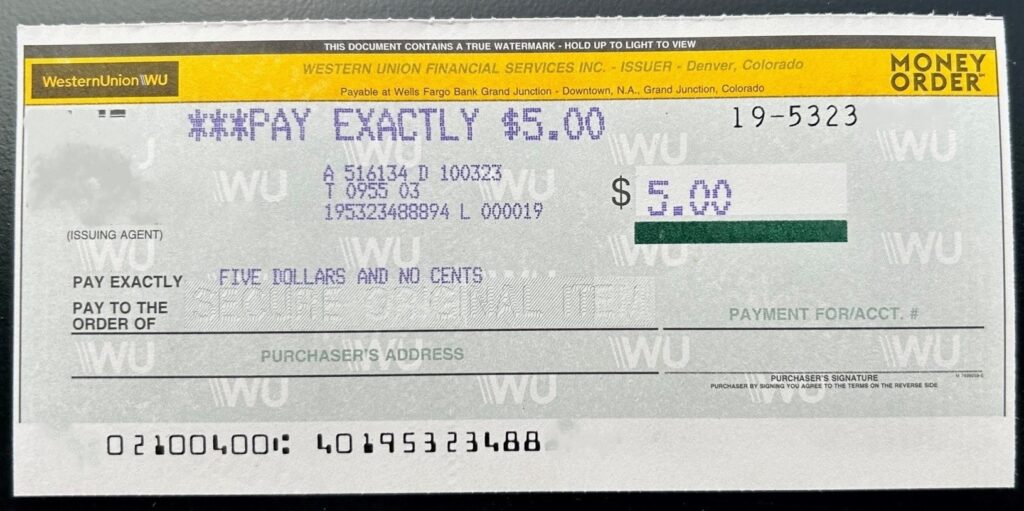 THIS DOCUMENT CONTAINS A TRUE WATERMARK - HOLD UP TO LIGHT TO VIEW
WesternUnion WU
WESTERN UNION FINANCIAL SERVICES INC. - ISSUER - Denver, Colorado
Payable at Wells Fargo Bank Grand Junction - Downtown, N.A., Grand Junction, Colorado
MONEY
ORDER
***PAY EXACTLY $5.00
19-5323
A 516134 D 100323
T 0955 03
195323488894 L 000019
$ 5.00
(ISSUING AGENT)
PAY EXACTLY FIVE DOLLARS AND NO CENTS
SECURE ORIGINAL ITEM
PAY TO THE
ORDER OF
PAYMENT FOR/ACCT. #
PURCHASER'S ADDRESS
PURCHASER'S SIGNATURE
PURCHASER BY SIGNING YOU AGREE TO THE TERMS ON THE REVERSE SIDE
02100400 40195323488